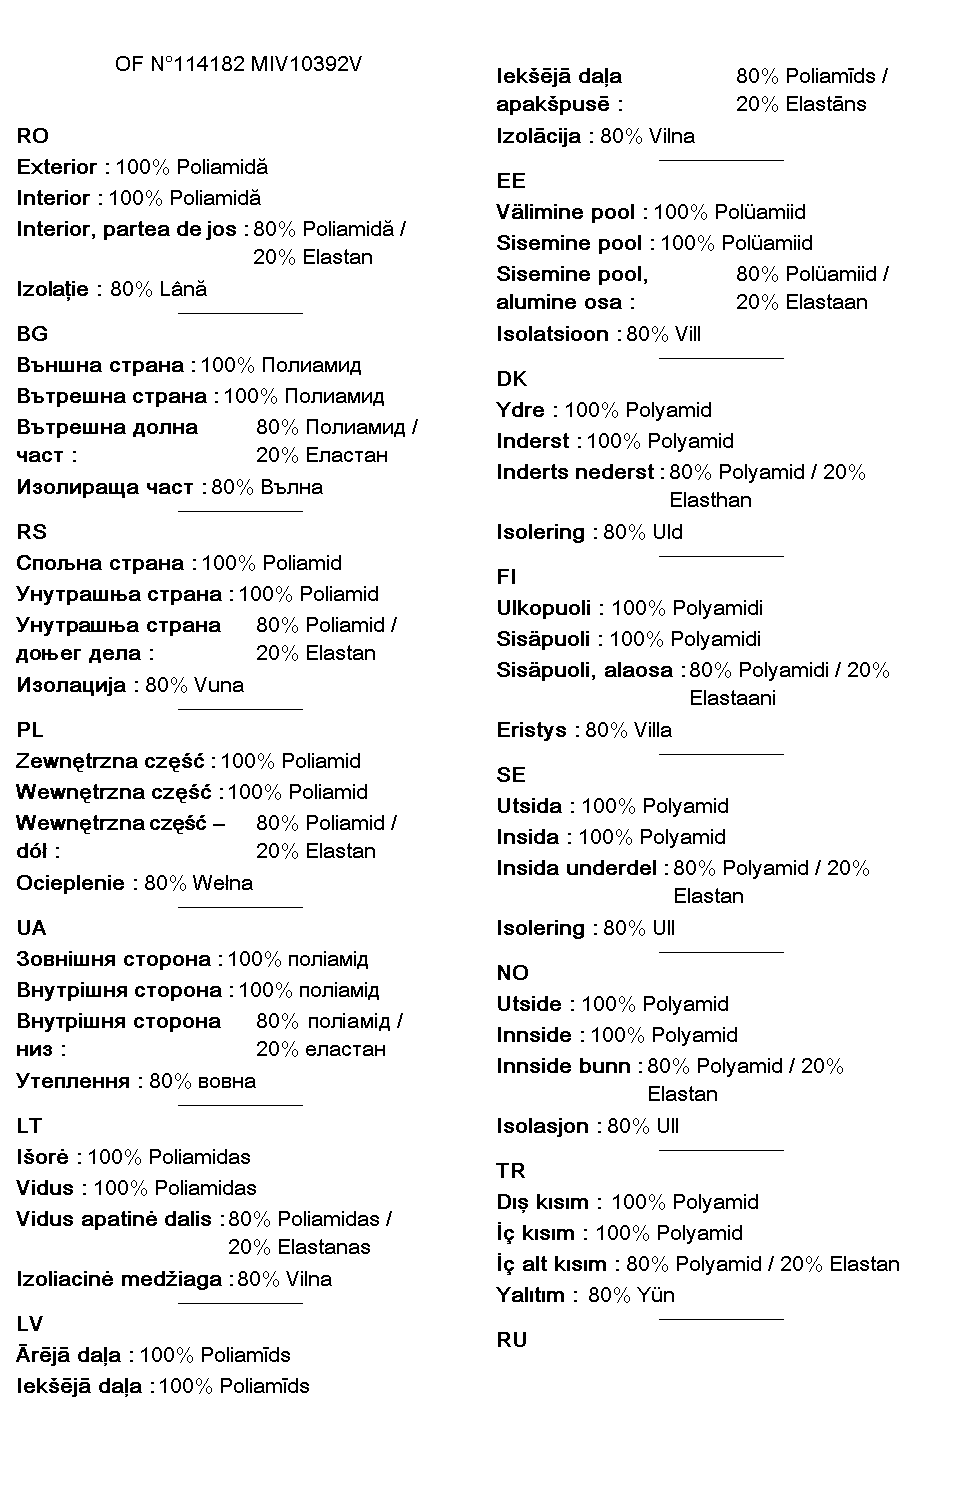 OF N°114182 MIV10392V
RO
Exterior : 100% Poliamidă
Interior : 100% Poliamidă
Interior, partea de jos : 80% Poliamidă /
20% Elastan
Izolaţie : 80% Lână
BG
Външна страна : 100% Полиамид
Вътрешна страна : 100% Полиамид
Вътрешна долна 80% Полиамид /
част : 20% Еластан
Изолираща част : 80% Вълна
RS
Спољна страна : 100% Poliamid
Унутрашња страна : 100% Poliamid
Унутрашња страна 80% Poliamid /
доњег дела : 20% Elastan
Изолација : 80% Vuna
PL
Zewnętrzna część : 100% Poliamid
Wewnętrzna część : 100% Poliamid
Wewnętrzna część – 80% Poliamid /
dół : 20% Elastan
Ocieplenie : 80% Wełna
UA
Зовнішня сторона : 100% поліамід
Внутрішня сторона : 100% поліамід
Внутрішня сторона 80% поліамід /
низ : 20% еластан
Утеплення : 80% вовна
LT
Išorė : 100% Poliamidas
Vidus : 100% Poliamidas
Vidus apatinė dalis : 80% Poliamidas /
20% Elastanas
Izoliacinė medžiaga : 80% Vilna
LV
Ārējā daļa : 100% Poliamīds
Iekšējā daļa : 100% Poliamīds
Iekšējā daļa 80% Poliamīds /
apakšpusē : 20% Elastāns
Izolācija : 80% Vilna
EE
Välimine pool : 100% Polüamiid
Sisemine pool : 100% Polüamiid
Sisemine pool, 80% Polüamiid /
alumine osa : 20% Elastaan
Isolatsioon : 80% Vill
DK
Ydre : 100% Polyamid
Inderst : 100% Polyamid
Inderts nederst : 80% Polyamid / 20%
Elasthan
Isolering : 80% Uld
FI
Ulkopuoli : 100% Polyamidi
Sisäpuoli : 100% Polyamidi
Sisäpuoli, alaosa : 80% Polyamidi / 20%
Elastaani
Eristys : 80% Villa
SE
Utsida : 100% Polyamid
Insida : 100% Polyamid
Insida underdel : 80% Polyamid / 20%
Elastan
Isolering : 80% Ull
NO
Utside : 100% Polyamid
Innside : 100% Polyamid
Innside bunn : 80% Polyamid / 20%
Elastan
Isolasjon : 80% Ull
TR
Dış kısım : 100% Polyamid
İç kısım : 100% Polyamid
İç alt kısım : 80% Polyamid / 20% Elastan
Yalıtım : 80% Yün
RU